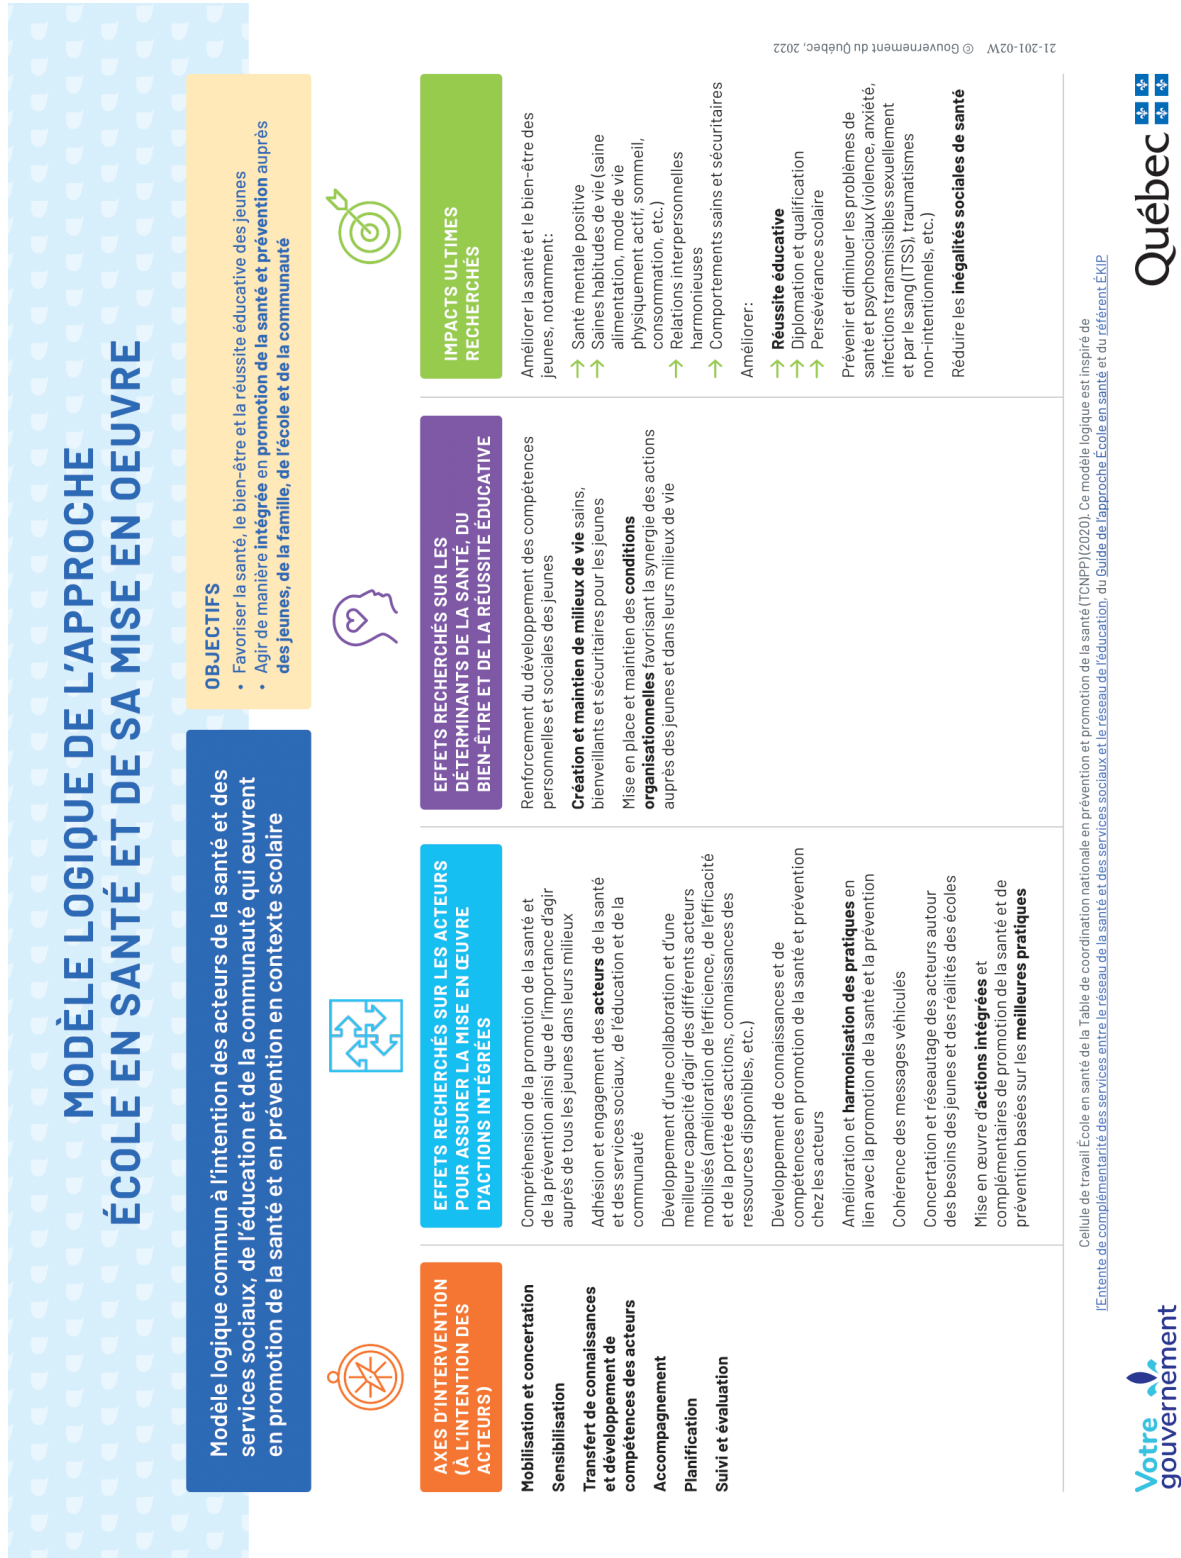 MODÈLE LOGIQUE DE L’APPROCHE
ÉCOLE EN SANTÉ ET DE SA MISE EN OEUVRE
Modèle logique commun à l’intention des acteurs de la santé et des
services sociaux, de l’éducation et de la communauté qui œuvrent
en promotion de la santé et en prévention en contexte scolaire
OBJECTIFS
• Favoriser la santé, le bien-être et la réussite éducative des jeunes
• Agir de manière intégrée en promotion de la santé et prévention auprès
des jeunes, de la famille, de l’école et de la communauté
AXES D’INTERVENTION
(À L’INTENTION DES
ACTEURS)
Mobilisation et concertation
Sensibilisation
Transfert de connaissances
et développement de
compétences des acteurs
Accompagnement
Planification
Suivi et évaluation
EFFETS RECHERCHÉS SUR LES ACTEURS
POUR ASSURER LA MISE EN ŒUVRE
D’ACTIONS INTÉGRÉES
Compréhension de la promotion de la santé et
de la prévention ainsi que de l’importance d’agir
auprès de tous les jeunes dans leurs milieux
Adhésion et engagement des acteurs de la santé
et des services sociaux, de l’éducation et de la
communauté
Développement d’une collaboration et d’une
meilleure capacité d’agir des différents acteurs
mobilisés (amélioration de l’efficience, de l’efficacité
et de la portée des actions, connaissances des
ressources disponibles, etc.)
Développement de connaissances et de
compétences en promotion de la santé et prévention
chez les acteurs
Amélioration et harmonisation des pratiques en
lien avec la promotion de la santé et la prévention
Cohérence des messages véhiculés
Concertation et réseautage des acteurs autour
des besoins des jeunes et des réalités des écoles
Mise en œuvre d’actions intégrées et
complémentaires de promotion de la santé et de
prévention basées sur les meilleures pratiques
EFFETS RECHERCHÉS SUR LES
DÉTERMINANTS DE LA SANTÉ, DU
BIEN-ÊTRE ET DE LA RÉUSSITE ÉDUCATIVE
Renforcement du développement des compétences
personnelles et sociales des jeunes
Création et maintien de milieux de vie sains,
bienveillants et sécuritaires pour les jeunes
Mise en place et maintien des conditions
organisationnelles favorisant la synergie des actions
auprès des jeunes et dans leurs milieux de vie
IMPACTS ULTIMES
RECHERCHÉS
Améliorer la santé et le bien-être des
jeunes, notamment:
→ Santé mentale positive
→ Saines habitudes de vie (saine
alimentation, mode de vie
physiquement actif, sommeil,
consommation, etc.)
→ Relations interpersonnelles
harmonieuses
→ Comportements sains et sécuritaires
Améliorer:
→ Réussite éducative
→ Diplomation et qualification
→ Persévérance scolaire
Prévenir et diminuer les problèmes de
santé et psychosociaux (violence, anxiété,
infections transmissibles sexuellement
et par le sang (ITSS), traumatismes
non-intentionnels, etc.)
Réduire les inégalités sociales de santé
Cellule de travail École en santé de la Table de coordination nationale en prévention et promotion de la santé (TCNPP) (2020). Ce modèle logique est inspiré de
l’Entente de complémentarité des services entre le réseau de la santé et des services sociaux et le réseau de l’éducation, du Guide de l’approche École en santé et du référent ÉKIP
Votre
gouvernement
Québec
21-201-02W © Gouvernement du Québec, 2022